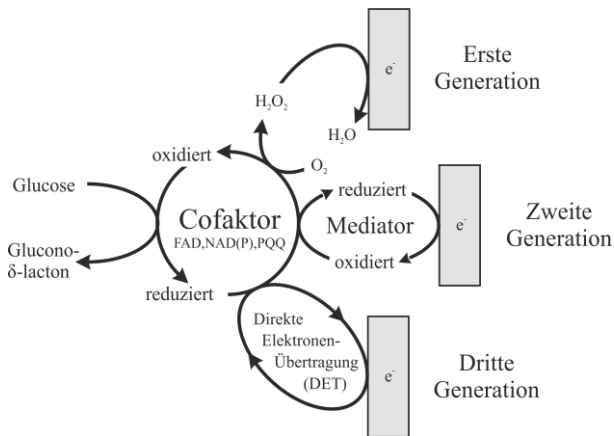 Erste
Generation
e⁻
H₂O₂
H₂O
O₂
oxidiert
Glucose
Glucono-
δ-lacton
reduziert
Cofaktor
FAD,NAD(P),PQQ
reduziert
Mediator
oxidiert
e⁻
Zweite
Generation
Direkte
Elektronen-
Übertragung
(DET)
e⁻
Dritte
Generation